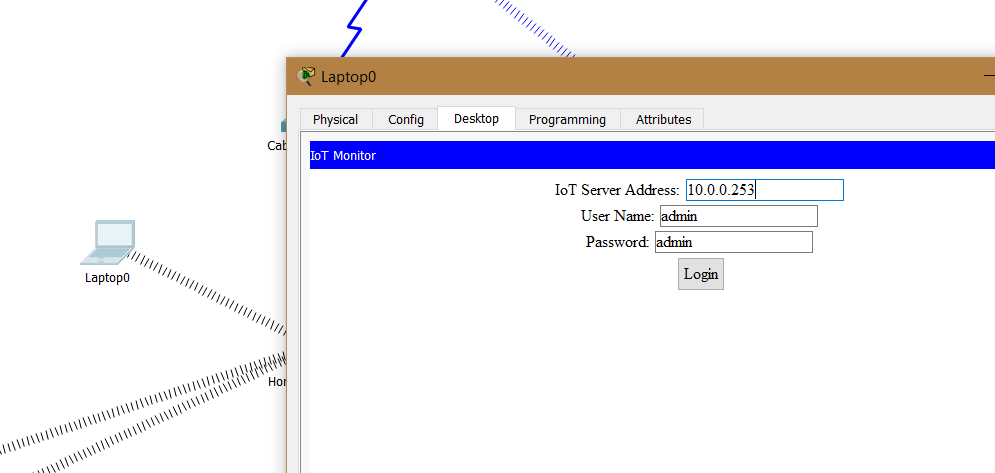 Laptop0
Physical Config Desktop Programming Attributes
IoT Monitor
IoT Server Address: 10.0.0.253
User Name: admin
Password: admin
Login
Cab
Laptop0
Hor